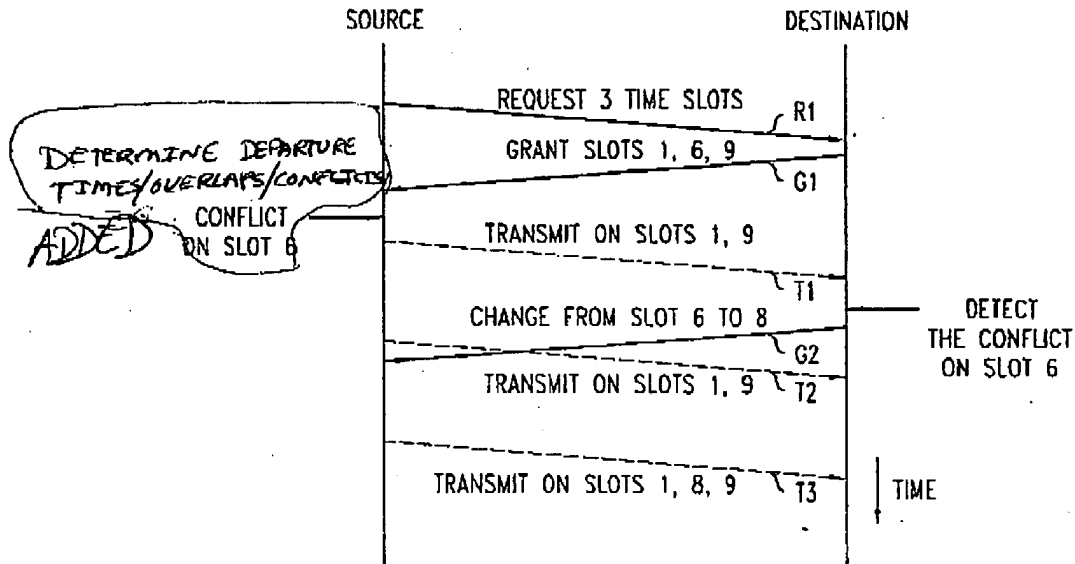 SOURCE
DESTINATION
REQUEST 3 TIME SLOTS
R1
DETERMINE DEPARTURE
TIMES/OVERLAPS/CONFLICTS
GRANT SLOTS 1, 6, 9
G1
ADDED
CONFLICT
ON SLOT 6
TRANSMIT ON SLOTS 1, 9
T1
CHANGE FROM SLOT 6 TO 8
G2
DETECT
THE CONFLICT
ON SLOT 6
TRANSMIT ON SLOTS 1, 9
T2
TRANSMIT ON SLOTS 1, 8, 9
T3
TIME